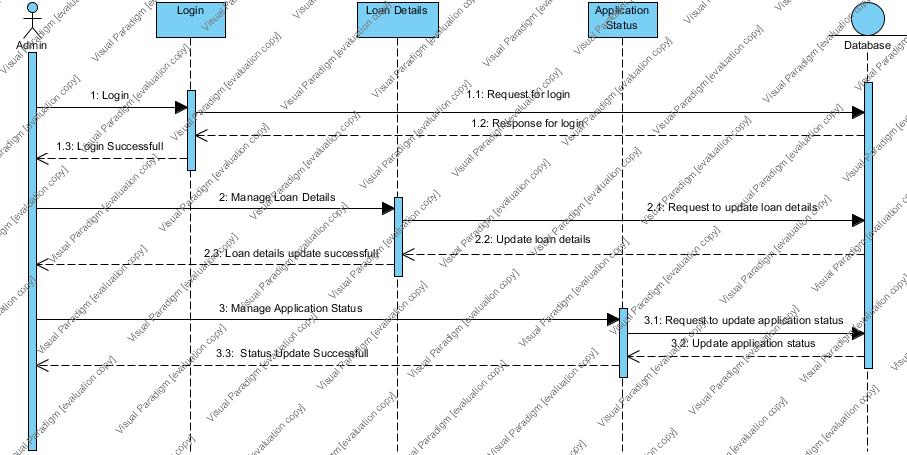 Login
Loan Details
Application
Status
Admin
Database
1: Login
1.1: Request for login
1.2: Response for login
1.3: Login Successfull
2: Manage Loan Details
2.1: Request to update loan details
2.2: Update loan details
2.3: Loan details update successfull
3: Manage Application Status
3.1: Request to update application status
3.2: Update application status
3.3: Status Update Successfull
Visual Paradigm [evaluation copy]